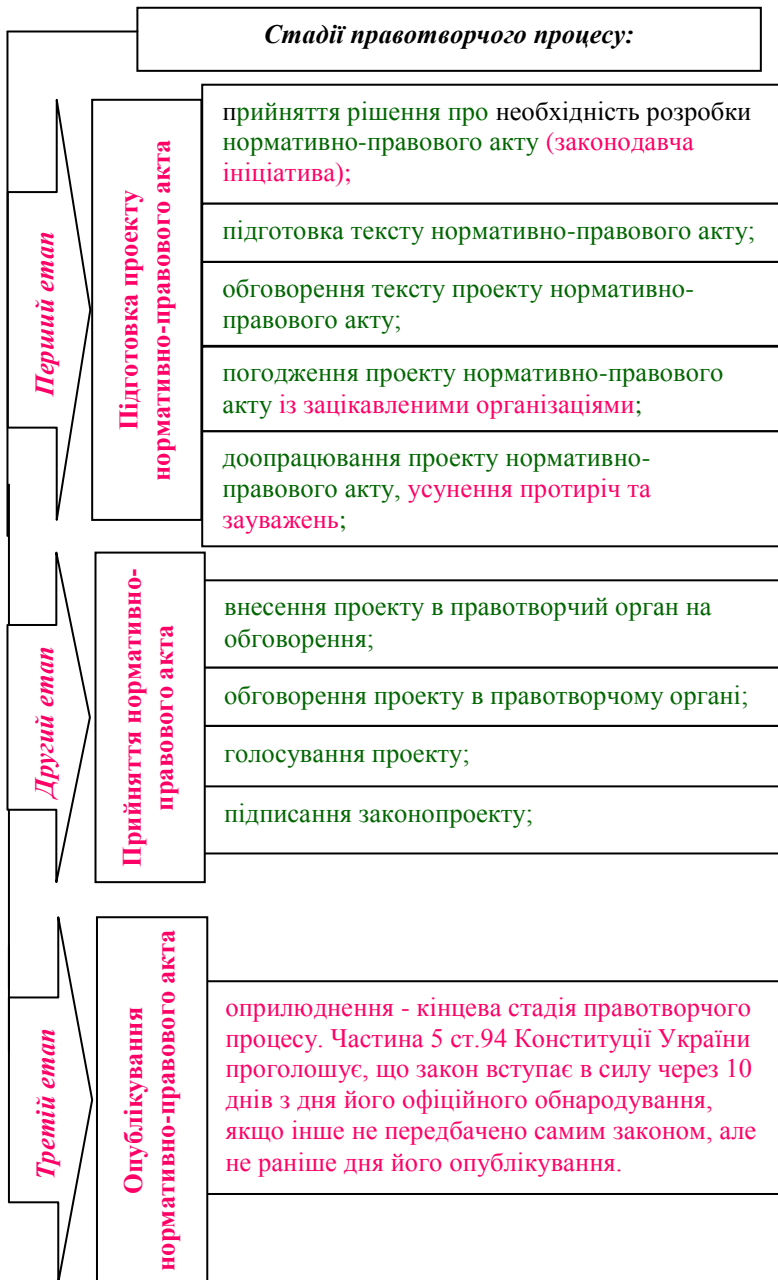 Стадії правотворчого процесу:
Перший етап
Підготовка проекту
нормативно-правового акта
прийняття рішення про необхідність розробки
нормативно-правового акту (законодавча
ініціатива);
підготовка тексту нормативно-правового акту;
обговорення тексту проекту нормативно-
правового акту;
погодження проекту нормативно-правового
акту із зацікавленими організаціями;
доопрацювання проекту нормативно-
правового акту, усунення протиріч та
зауважень;
Другий етап
Прийняття нормативно-
правового акта
внесення проекту в правотворчий орган на
обговорення;
обговорення проекту в правотворчому органі;
голосування проекту;
підписання законопроекту;
Третій етап
Опублікування
нормативно-правового акта
оприлюднення - кінцева стадія правотворчого
процесу. Частина 5 ст.94 Конституції України
проголошує, що закон вступає в силу через 10
днів з дня його офіційного обнародування,
якщо інше не передбачено самим законом, але
не раніше дня його опублікування.